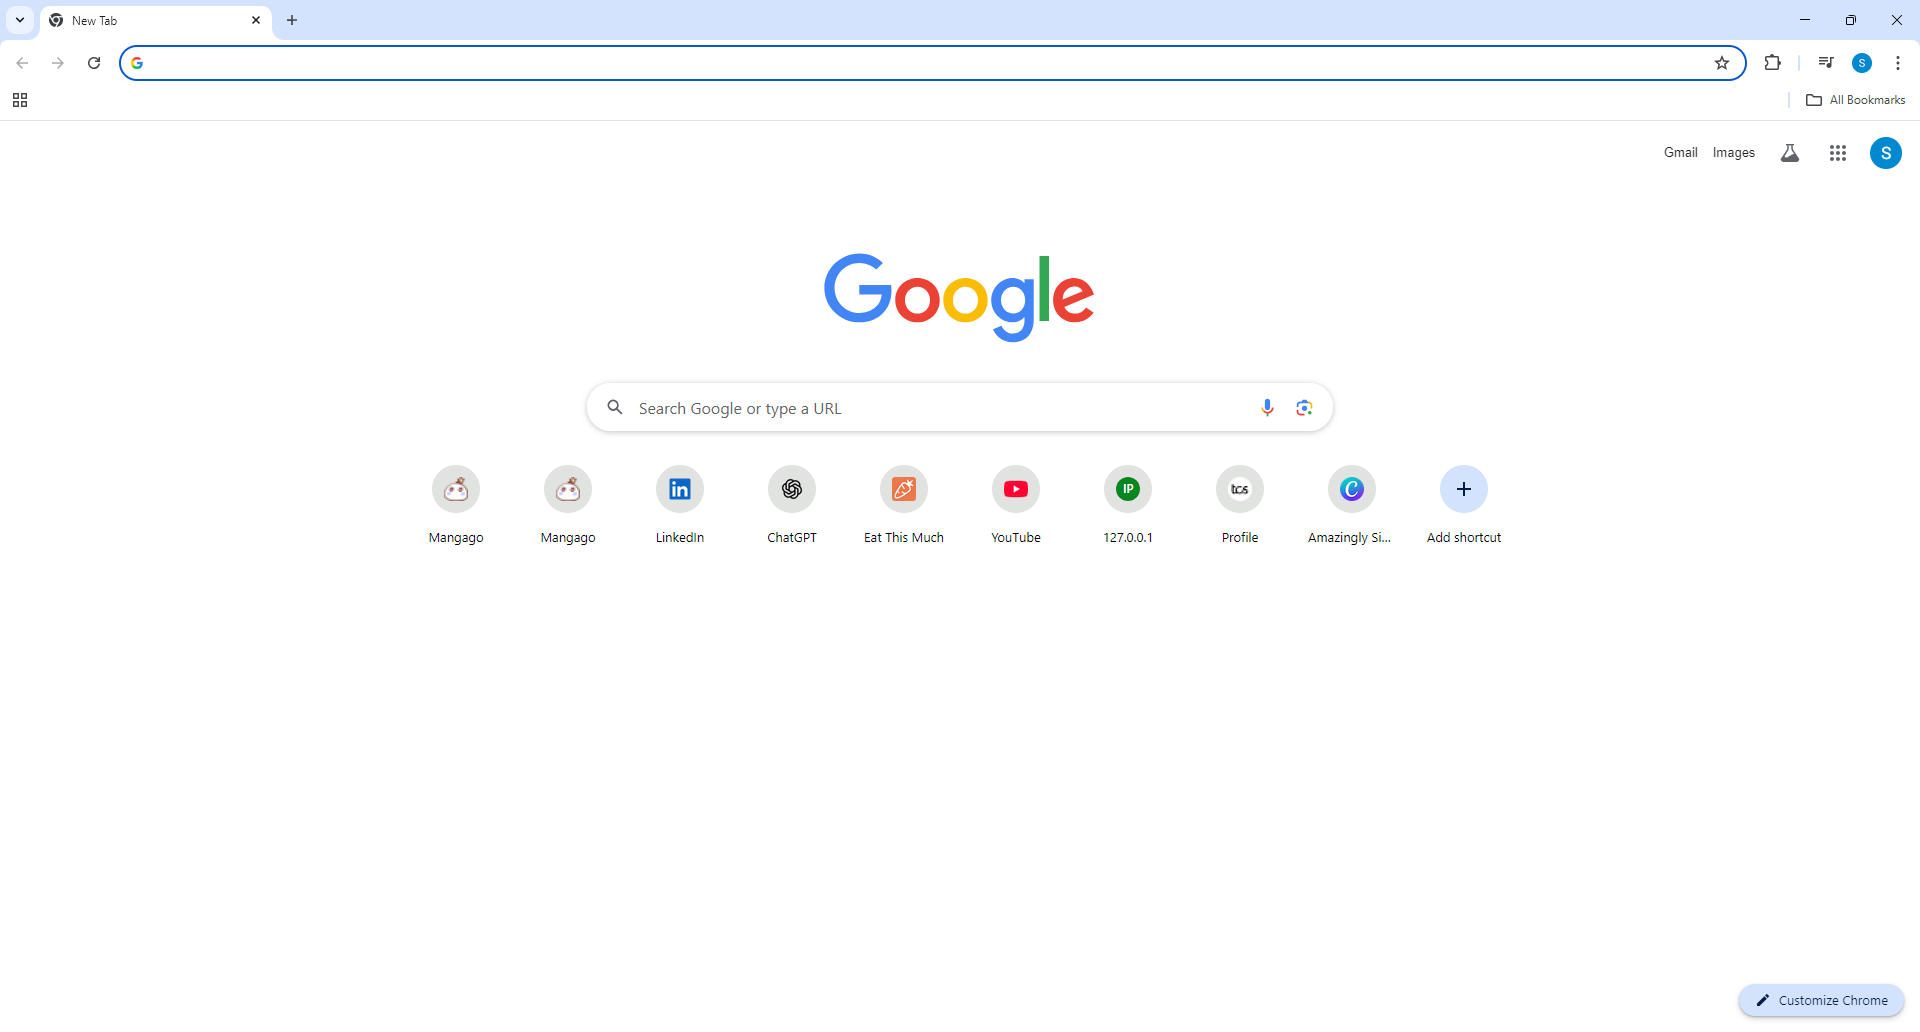 New Tab
S
All Bookmarks
Gmail
Images
S
Google
Search Google or type a URL
in
IP
tcs
C
Mangago
Mangago
LinkedIn
ChatGPT
Eat This Much
YouTube
127.0.0.1
Profile
Amazingly Si...
Add shortcut
Customize Chrome